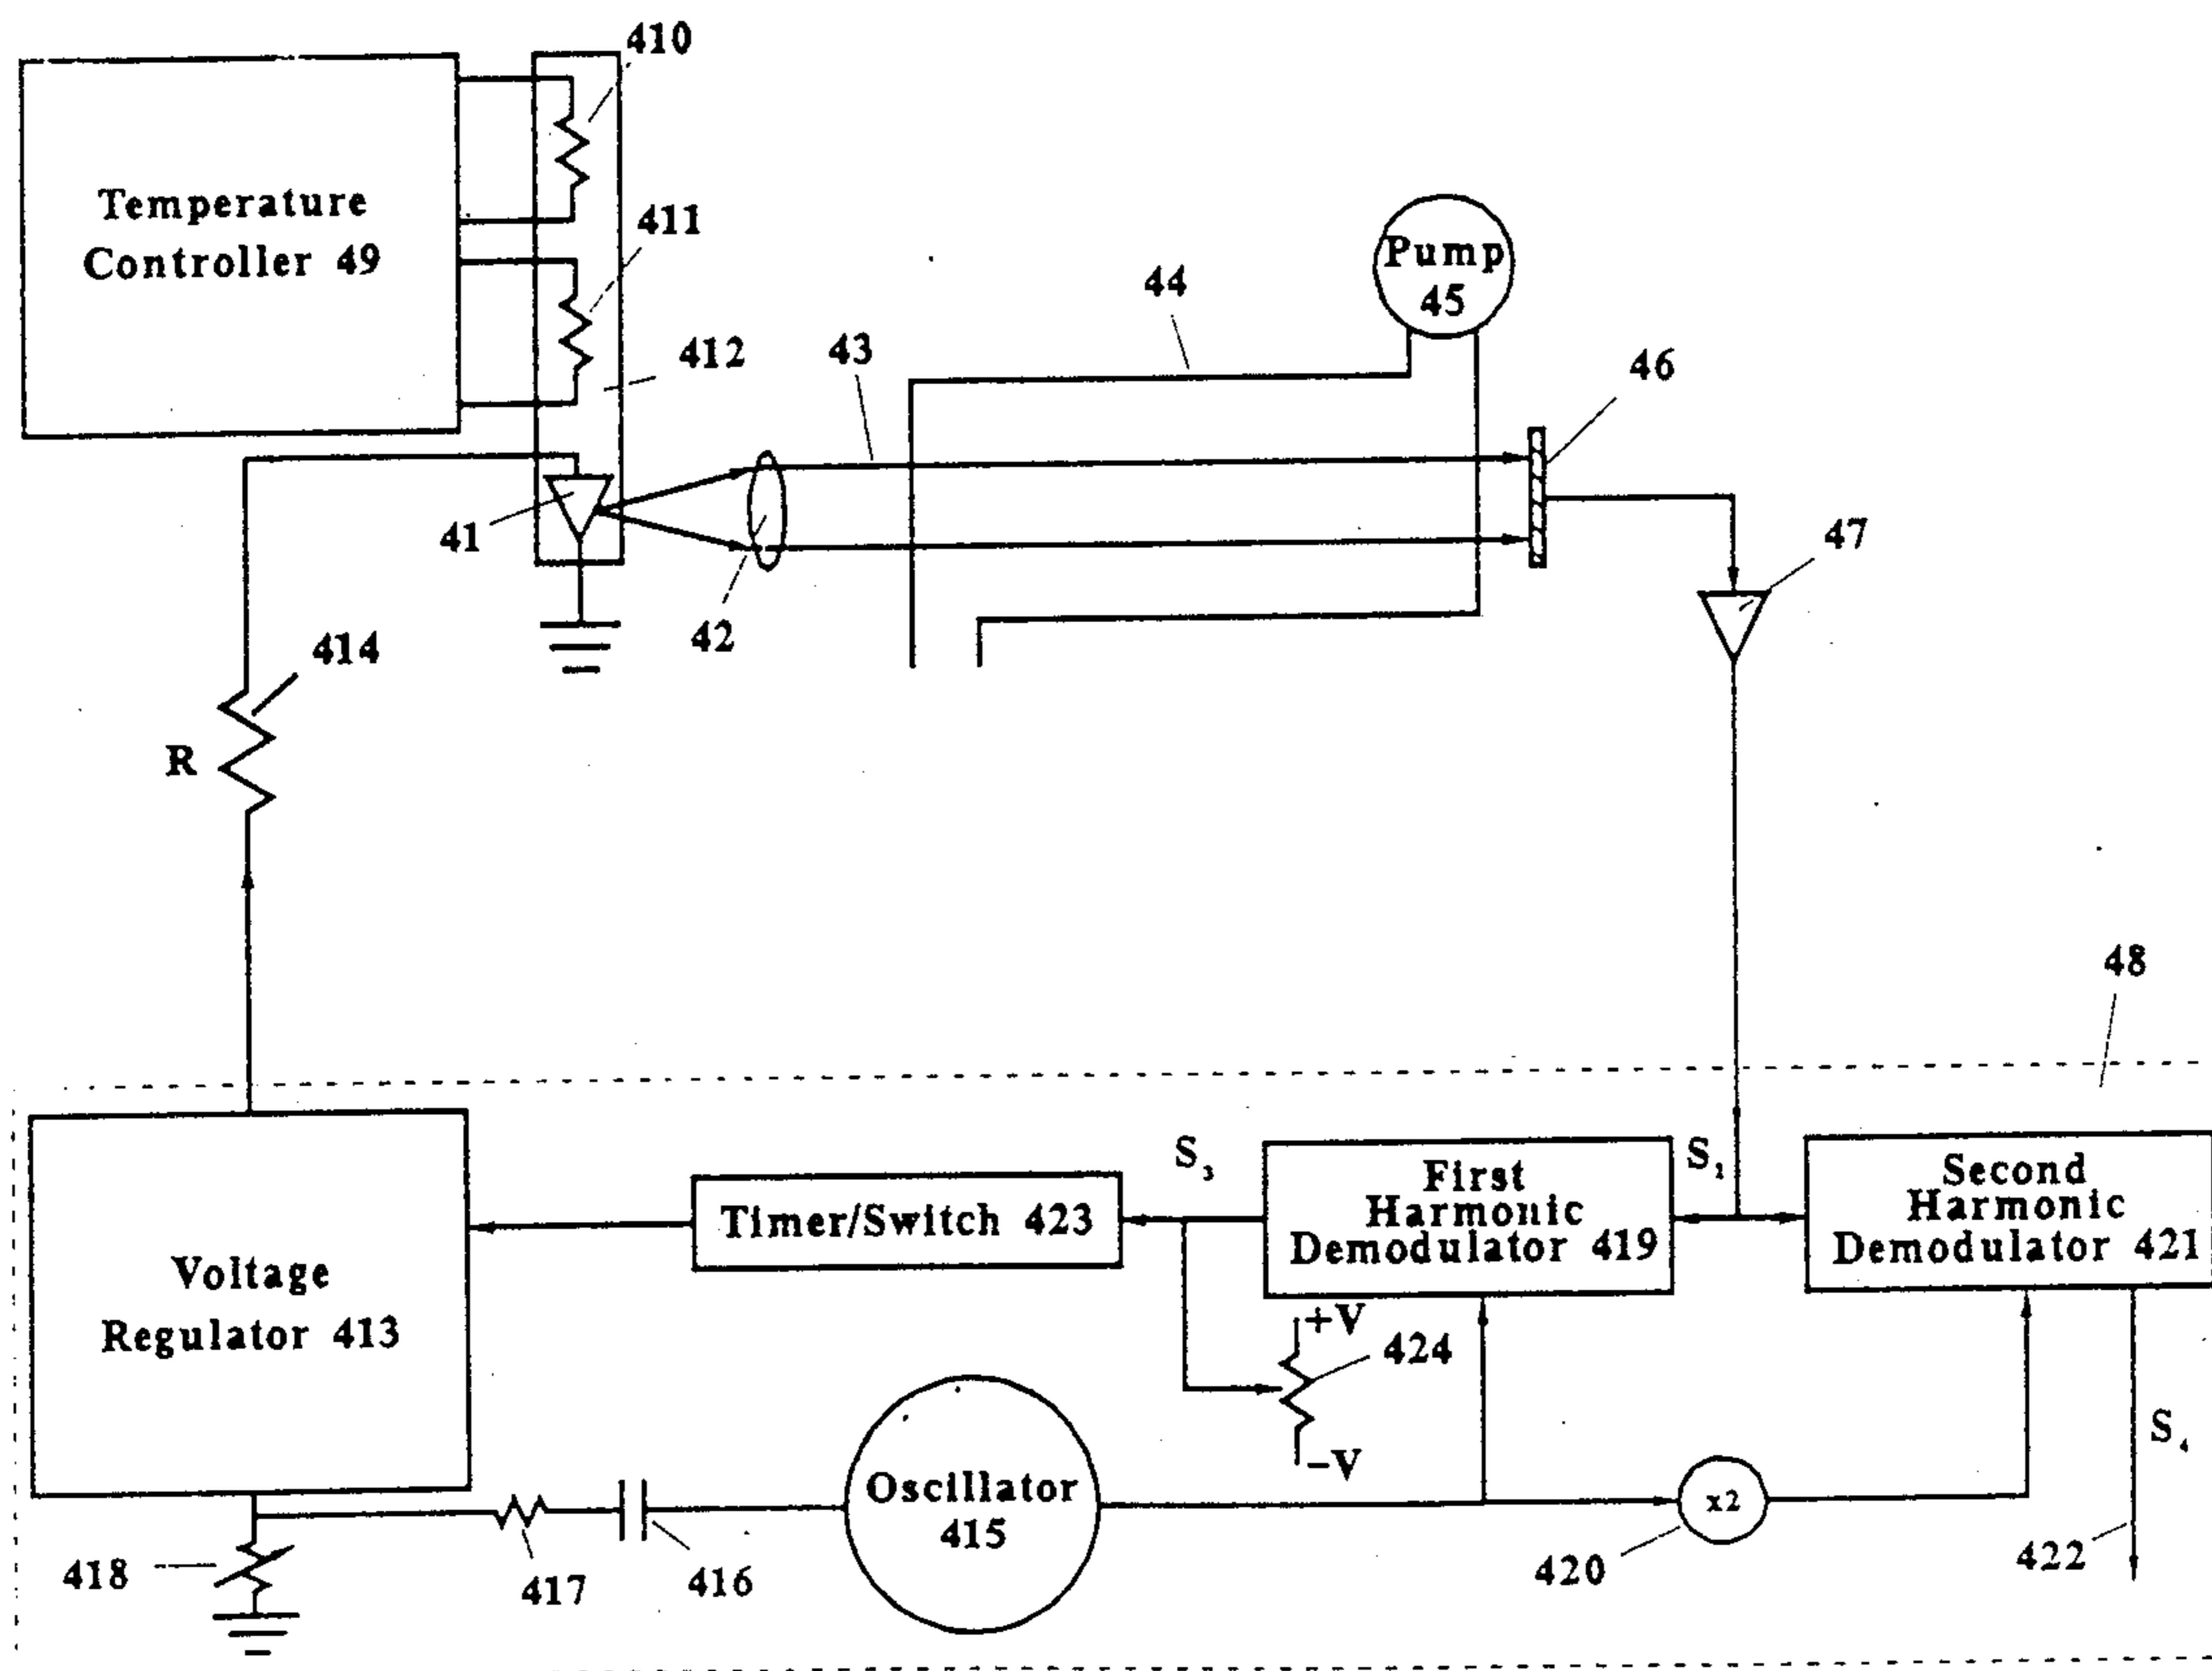 410
Temperature
Controller 49
411
412
Pump
45
44
43
46
41
42
47
414
R
48
Voltage
Regulator 413
Timer/Switch 423
S₃
First
Harmonic
Demodulator 419
Second
Harmonic
Demodulator 421
+V
424
−V
S₄
Oscillator
415
x2
418
417
416
420
422